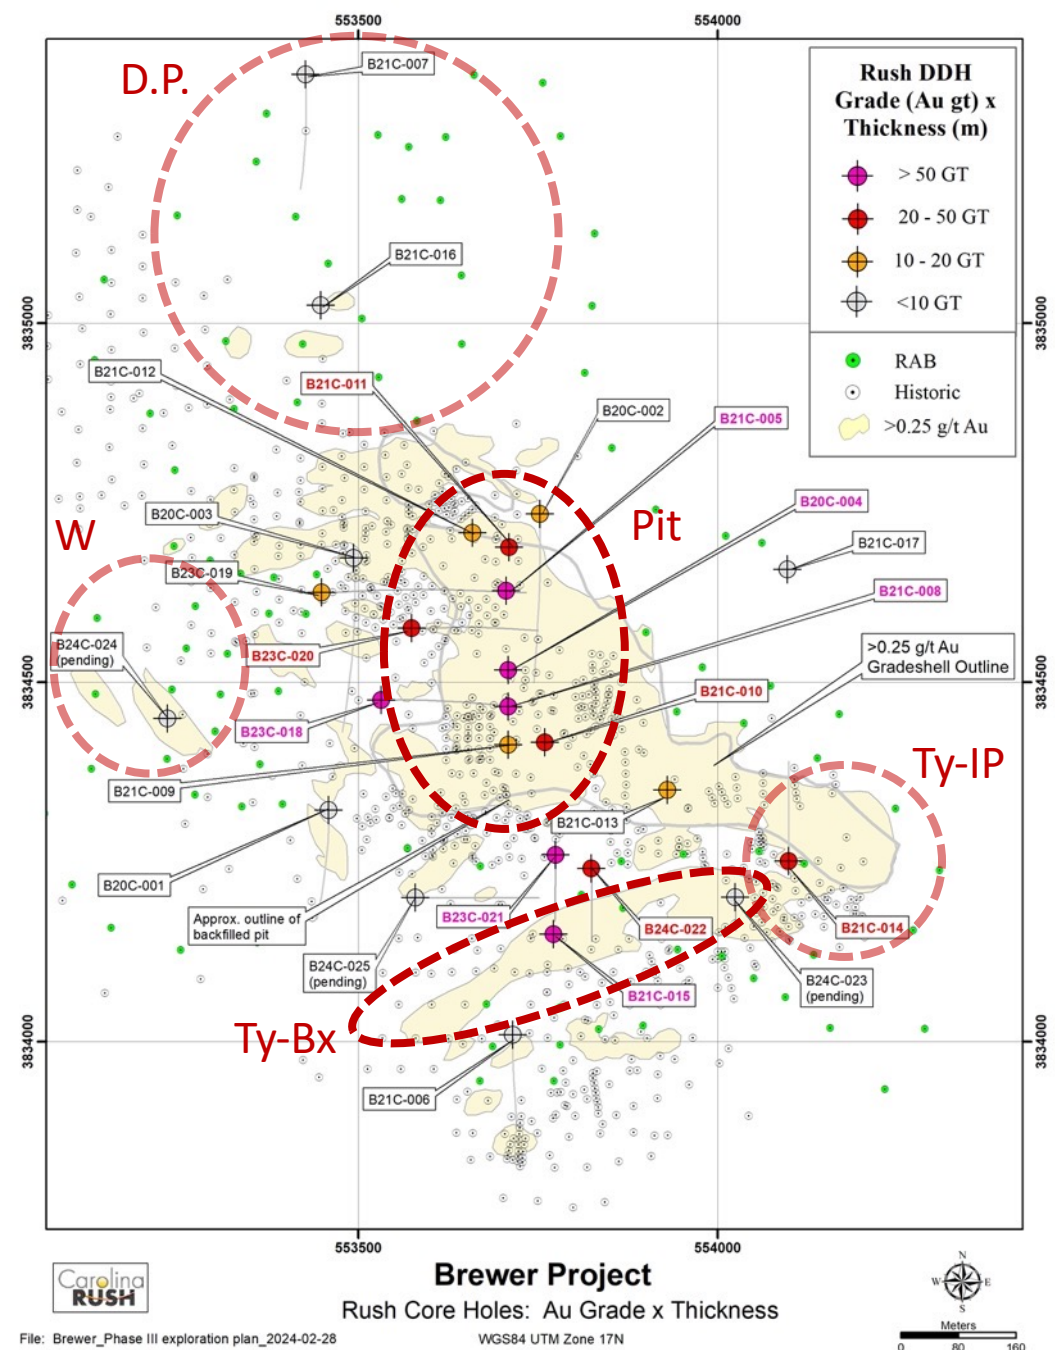 553500
554000
D.P.
B21C-007
Rush DDH
Grade (Au gt) x
Thickness (m)
> 50 GT
20 - 50 GT
10 - 20 GT
<10 GT
B21C-016
3835000
3835000
RAB
Historic
>0.25 g/t Au
B21C-012
B21C-011
B20C-002
B21C-005
B20C-004
W
B20C-003
Pit
B21C-017
B23C-019
B21C-008
B24C-024
(pending)
B23C-020
>0.25 g/t Au
Gradeshell Outline
3834500
3834500
B21C-010
B23C-018
Ty-IP
B21C-009
B21C-013
B20C-001
Approx. outline of
backfilled pit
B23C-021
B24C-022
B21C-014
B24C-025
(pending)
B24C-023
(pending)
B21C-015
Ty-Bx
3834000
3834000
B21C-006
553500
554000
Carolina
RUSH
Brewer Project
Rush Core Holes: Au Grade x Thickness
N
W
E
S
Meters
File: Brewer_Phase III exploration plan_2024-02-28
WGS84 UTM Zone 17N
0 80 160